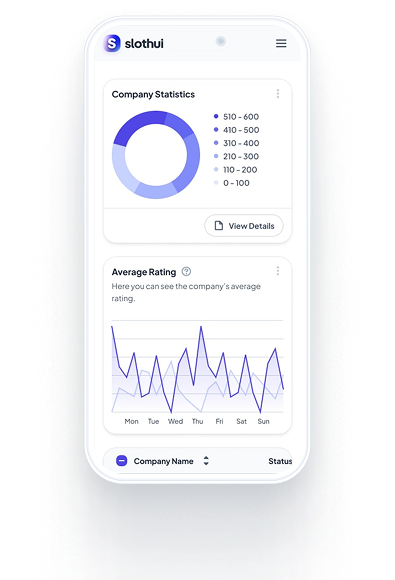 S slothui
Company Statistics
510 - 600
410 - 500
310 - 400
210 - 300
110 - 200
0 - 100
View Details
Average Rating
Here you can see the company's average
rating.
Mon Tue Wed Thu Fri Sat Sun
Company Name Status